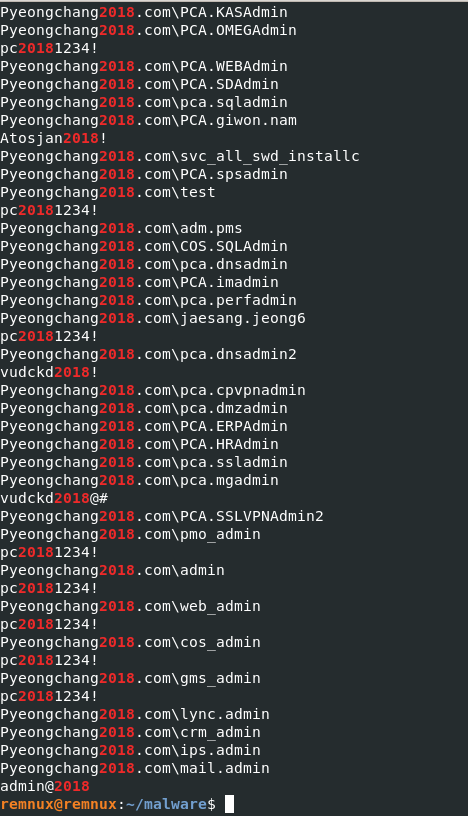 Pyeongchang2018.com\PCA.KASAdmin
Pyeongchang2018.com\PCA.OMEGAdmin
pc20181234!
Pyeongchang2018.com\PCA.WEBAdmin
Pyeongchang2018.com\PCA.SDAdmin
Pyeongchang2018.com\pca.sqladmin
Pyeongchang2018.com\PCA.giwon.nam
Atosjan2018!
Pyeongchang2018.com\svc_all_swd_installc
Pyeongchang2018.com\PCA.spsadmin
Pyeongchang2018.com\test
pc20181234!
Pyeongchang2018.com\adm.pms
Pyeongchang2018.com\COS.SQLAdmin
Pyeongchang2018.com\pca.dnsadmin
Pyeongchang2018.com\PCA.imadmin
Pyeongchang2018.com\pca.perfadmin
Pyeongchang2018.com\jaesang.jeong6
pc20181234!
Pyeongchang2018.com\pca.dnsadmin2
vudckd2018!
Pyeongchang2018.com\pca.cpvpnadmin
Pyeongchang2018.com\pca.dmzadmin
Pyeongchang2018.com\PCA.ERPAdmin
Pyeongchang2018.com\PCA.HRAdmin
Pyeongchang2018.com\pca.ssladmin
Pyeongchang2018.com\pca.mgadmin
vudckd2018@#
Pyeongchang2018.com\PCA.SSLVPNAdmin2
Pyeongchang2018.com\pmo_admin
pc20181234!
Pyeongchang2018.com\admin
pc20181234!
Pyeongchang2018.com\web_admin
pc20181234!
Pyeongchang2018.com\cos_admin
pc20181234!
Pyeongchang2018.com\gms_admin
pc20181234!
Pyeongchang2018.com\lync.admin
Pyeongchang2018.com\crm_admin
Pyeongchang2018.com\ips.admin
Pyeongchang2018.com\mail.admin
admin@2018
remnux@remnux:~/malware$